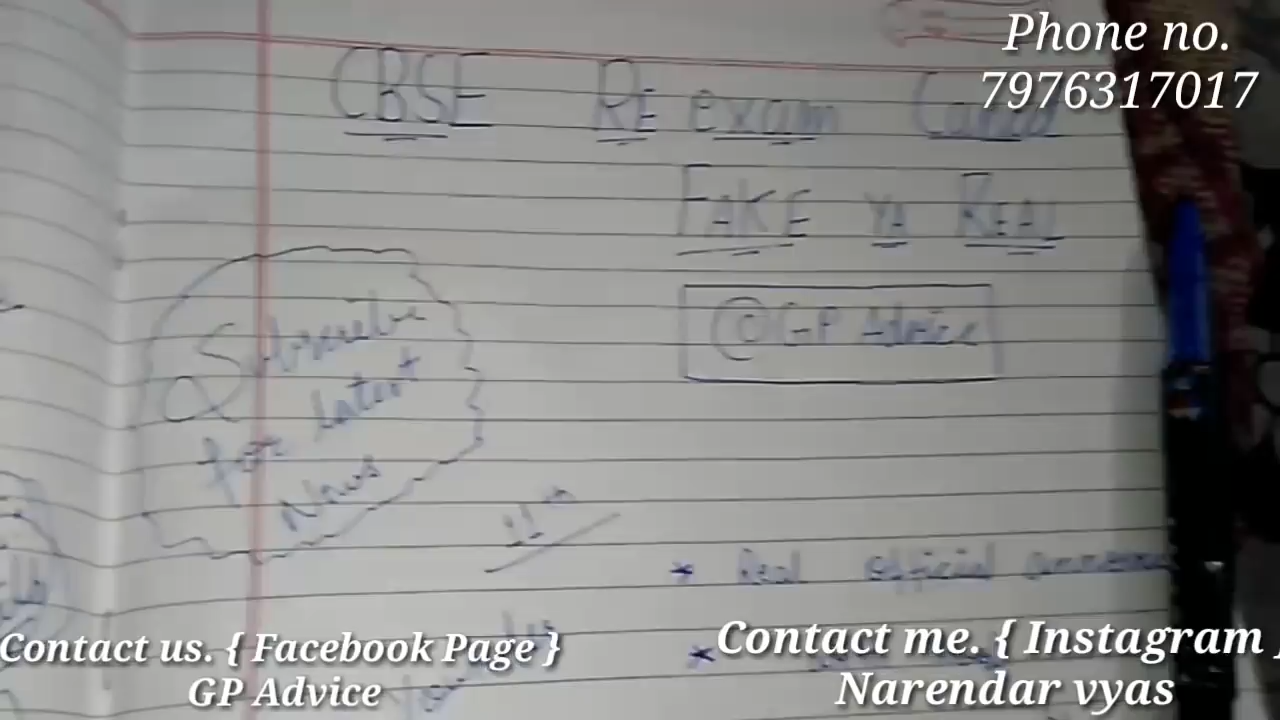 Phone no.
7976317017
CBSE RE exam
FAKE YA REAL
©GP Advice
Subscribe
for latest
News
11th
* Real official
*
Contact us. { Facebook Page }
GP Advice
Contact me. { Instagram }
Narendar vyas